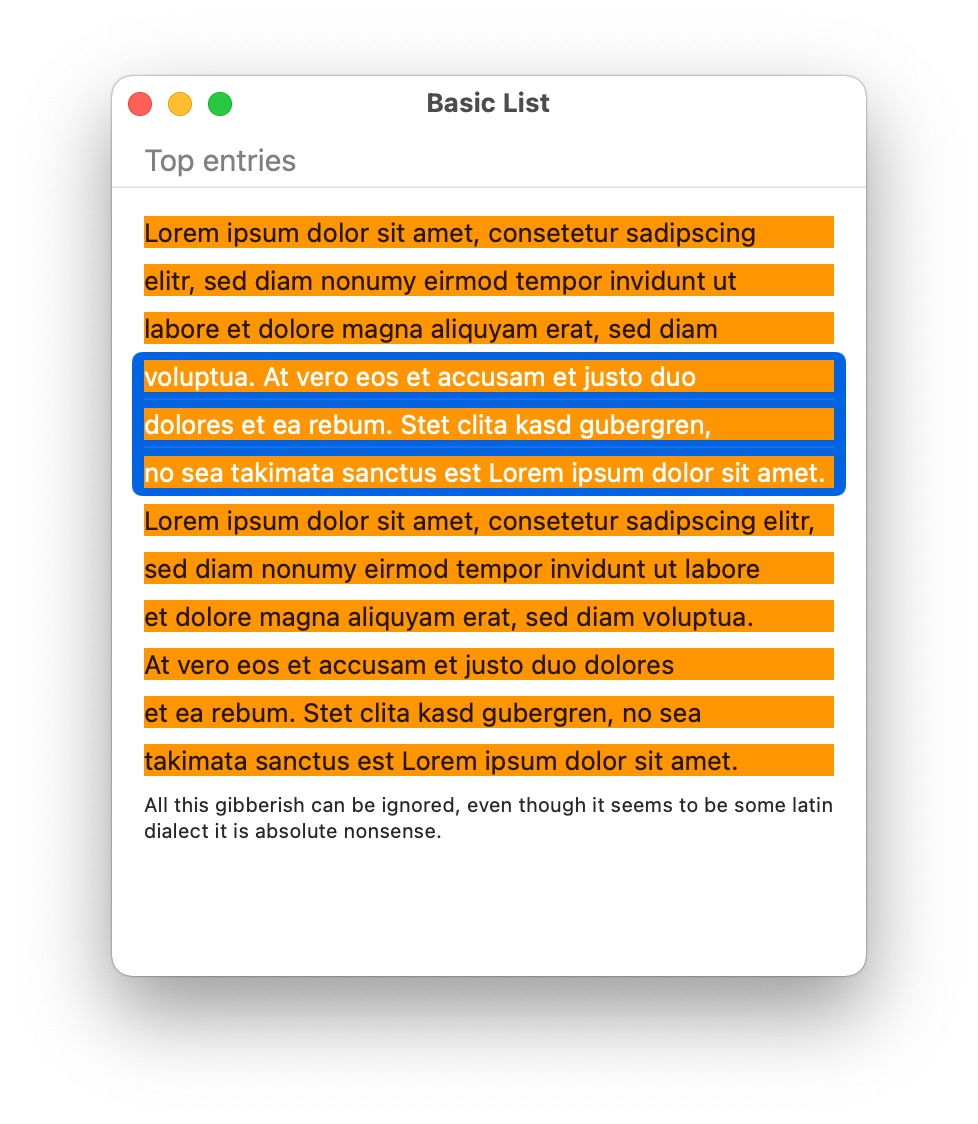 Basic List
Top entries
Lorem ipsum dolor sit amet, consetetur sadipscing
elitr, sed diam nonumy eirmod tempor invidunt ut
labore et dolore magna aliquyam erat, sed diam
voluptua. At vero eos et accusam et justo duo
dolores et ea rebum. Stet clita kasd gubergren,
no sea takimata sanctus est Lorem ipsum dolor sit amet.
Lorem ipsum dolor sit amet, consetetur sadipscing elitr,
sed diam nonumy eirmod tempor invidunt ut labore
et dolore magna aliquyam erat, sed diam voluptua.
At vero eos et accusam et justo duo dolores
et ea rebum. Stet clita kasd gubergren, no sea
takimata sanctus est Lorem ipsum dolor sit amet.
All this gibberish can be ignored, even though it seems to be some latin
dialect it is absolute nonsense.